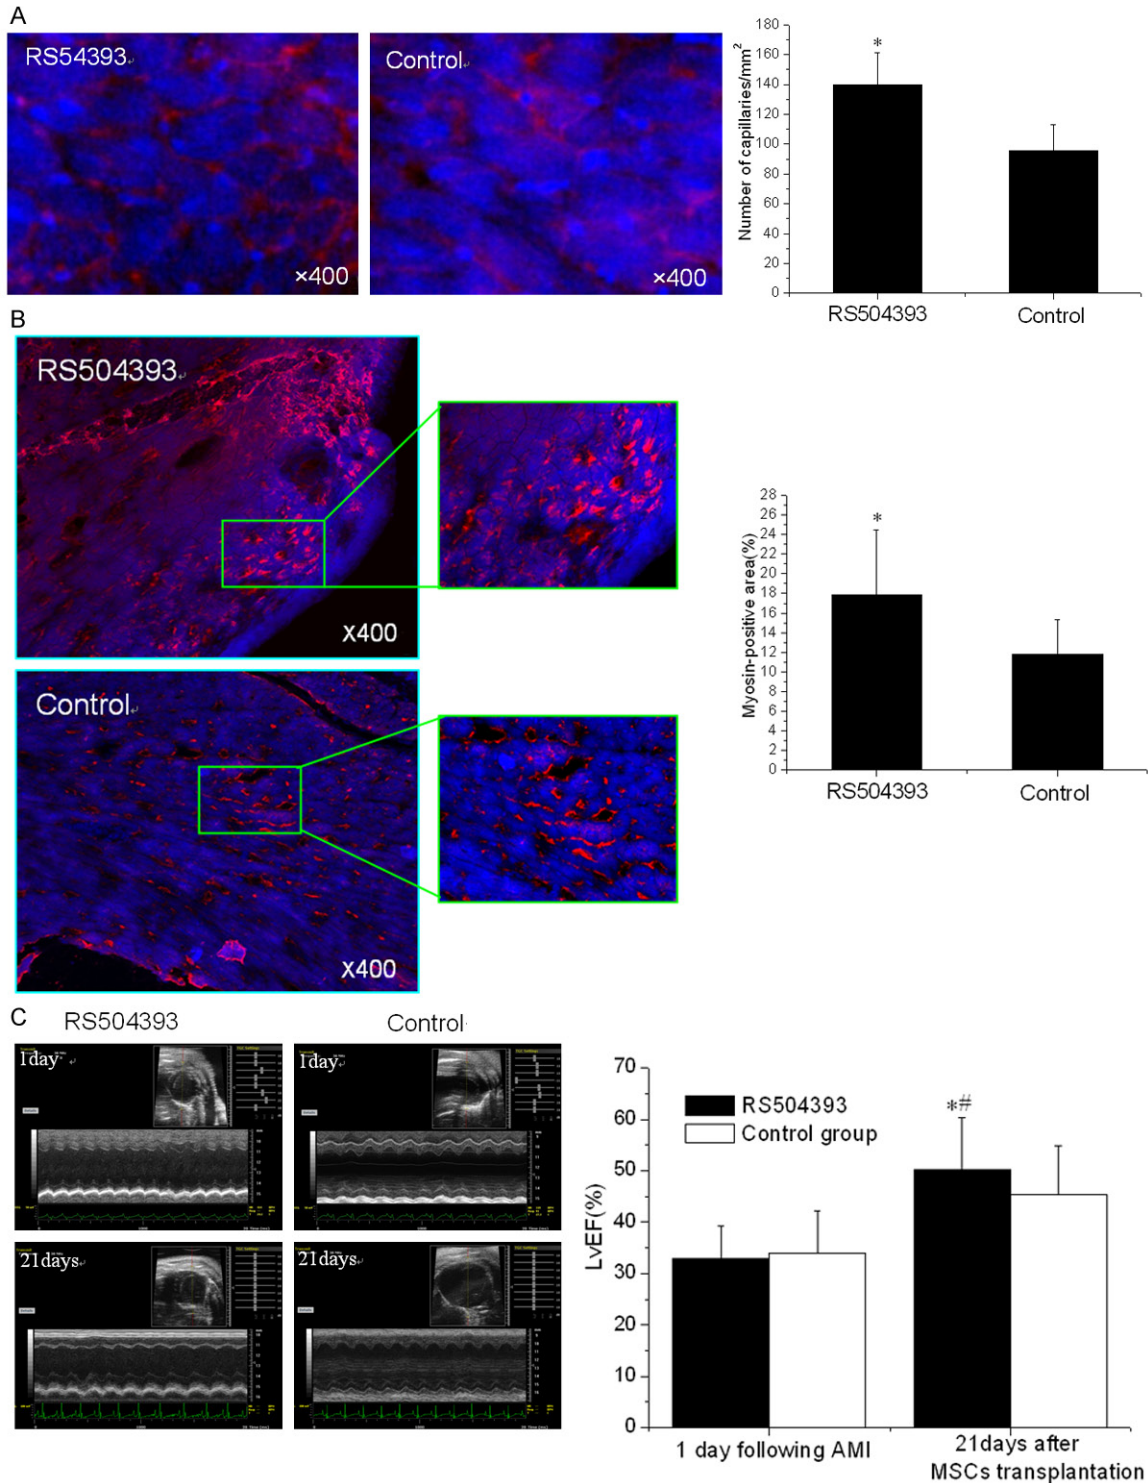 A
RS54393
×400
Control
×400
Number of capillaries/mm²
180
160
140
120
100
80
60
40
20
0
*
RS504393
Control
B
RS504393
x400
Control
x400
Myosin-positive area(%)
28
26
24
22
20
18
16
14
12
10
8
6
4
2
0
*
RS504393
Control
C
RS504393
Control
1day
1day
21days
21days
LvEF(%)
70
60
50
40
30
20
10
0
RS504393
Control group
*#
1 day following AMI
21days after
MSCs transplantation